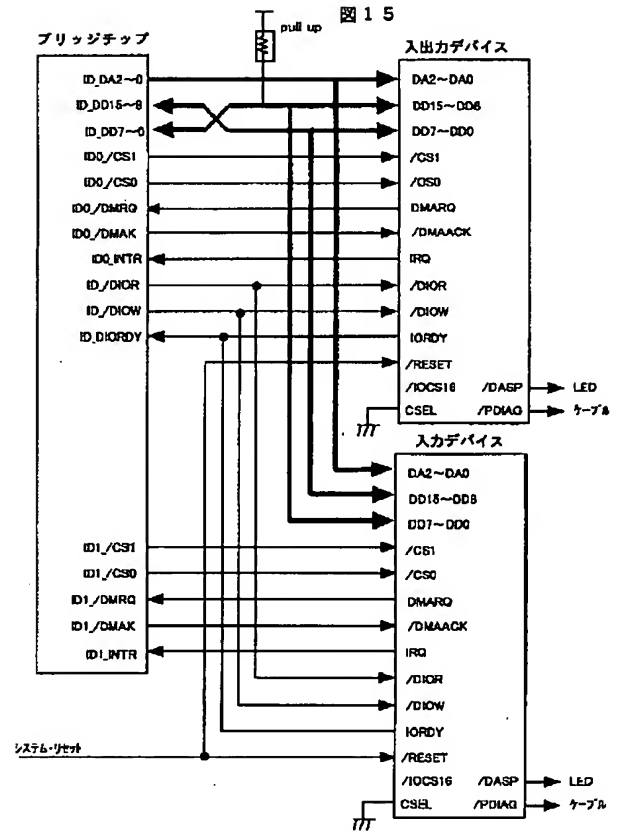 図15
pull up
ブリッジチップ
ID_DA2~0
ID_DD15~8
ID_DD7~0
ID0_/CS1
ID0_/CS0
ID0_/DMRQ
ID0_/DMAK
ID0_INTR
ID_/DIOR
ID_/DIOW
ID_DIORDY
ID1_/CS1
ID1_/CS0
ID1_/DMRQ
ID1_/DMAK
ID1_INTR
システム・リセット
入出力デバイス
DA2~DA0
DD15~DD8
DD7~DD0
/CS1
/CS0
DMARQ
/DMAACK
IRQ
/DIOR
/DIOW
IORDY
/RESET
/IOCS16 /DASP LED
CSEL /PDIAG ケーブル
入力デバイス
DA2~DA0
DD15~DD8
DD7~DD0
/CS1
/CS0
DMARQ
/DMAACK
IRQ
/DIOR
/DIOW
IORDY
/RESET
/IOCS16 /DASP LED
CSEL /PDIAG ケーブル